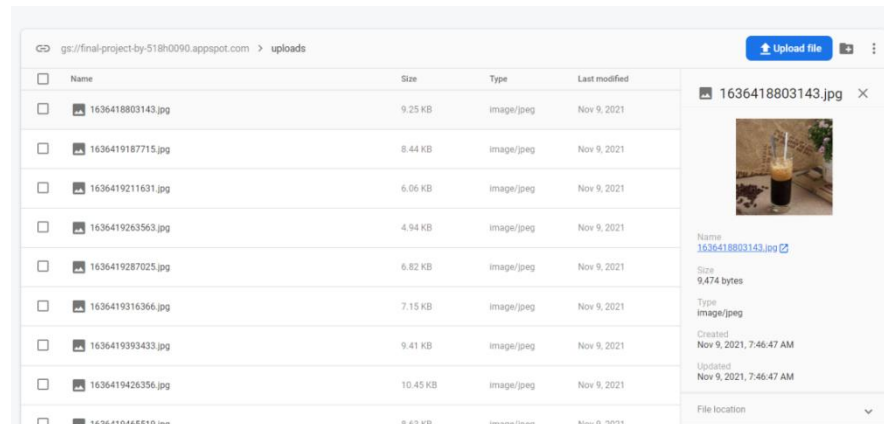 gs://final-project-by-518h0090.appspot.com > uploads
Upload file
Name Size Type Last modified
1636418803143.jpg 9.25 KB image/jpeg Nov 9, 2021
1636419187715.jpg 8.44 KB image/jpeg Nov 9, 2021
1636419211631.jpg 6.06 KB image/jpeg Nov 9, 2021
1636419263563.jpg 4.94 KB image/jpeg Nov 9, 2021
1636419287025.jpg 6.82 KB image/jpeg Nov 9, 2021
1636419316366.jpg 7.15 KB image/jpeg Nov 9, 2021
1636419393433.jpg 9.41 KB image/jpeg Nov 9, 2021
1636419426356.jpg 10.45 KB image/jpeg Nov 9, 2021
1636418803143.jpg
Name
1636418803143.jpg
Size
9,474 bytes
Type
image/jpeg
Created
Nov 9, 2021, 7:46:47 AM
Updated
Nov 9, 2021, 7:46:47 AM
File location